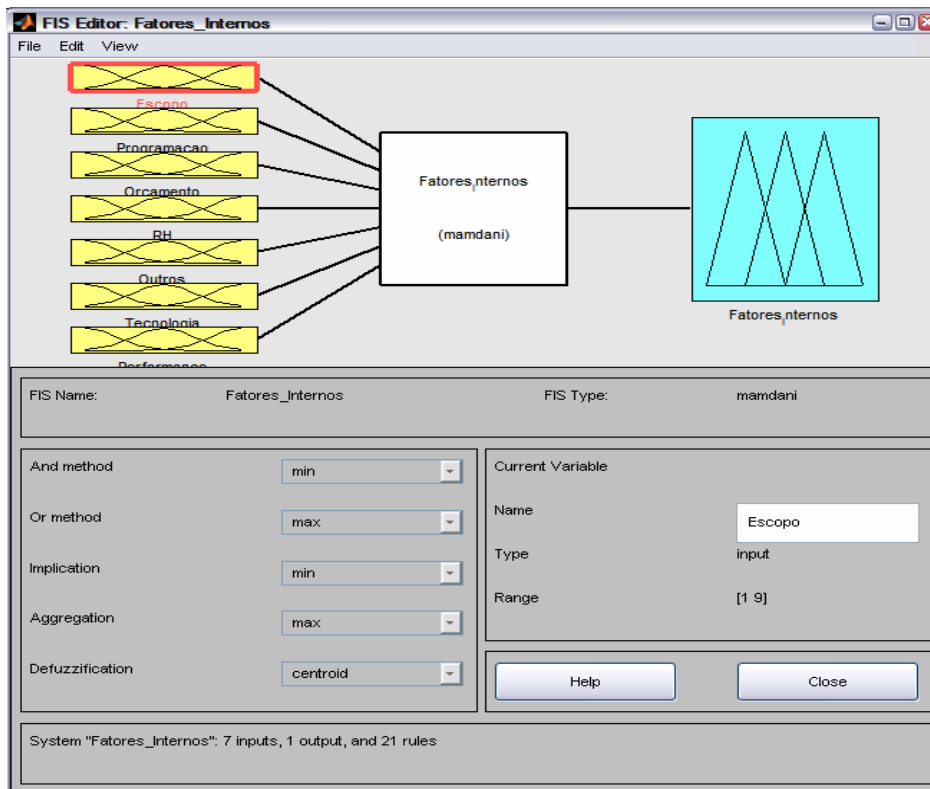 FIS Editor: Fatores_Internos
File Edit View
Escopo
Programacao
Orcamento
RH
Outros
Tecnologia
Performance
Fatores_Internos
(mamdani)
Fatores_Internos
FIS Name: Fatores_Internos FIS Type: mamdani
And method min
Or method max
Implication min
Aggregation max
Defuzzification centroid
Current Variable
Name Escopo
Type input
Range [1 9]
Help Close
System "Fatores_Internos": 7 inputs, 1 output, and 21 rules